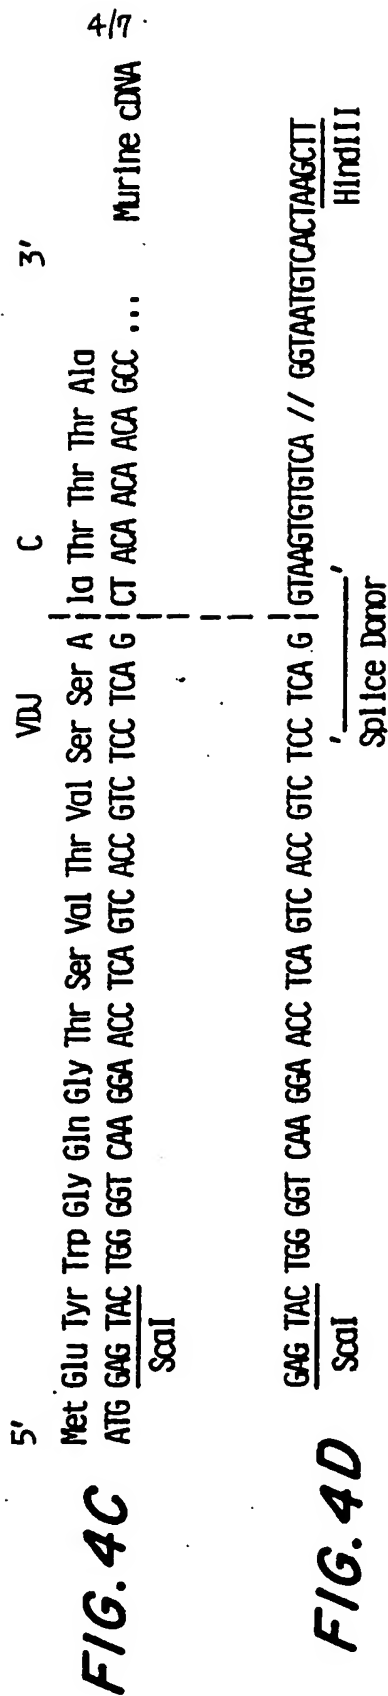 4/7
5' VDJ C 3'
Met Glu Tyr Trp Gly Gln Gly Thr Ser Val Thr Val Ser Ser A la Thr Thr Thr Ala
ATG GAG TAC TGG GGT CAA GGA ACC TCA GTC ACC GTC TCC TCA G CT ACA ACA ACA GCC ... Murine cDNA
ScaI
FIG. 4C
GAG TAC TGG GGT CAA GGA ACC TCA GTC ACC GTC TCC TCA G GTAAGTGTGTCA // GGTAATGTCACTAAGCTT
ScaI ' ' HindIII
Splice Donor
FIG. 4D